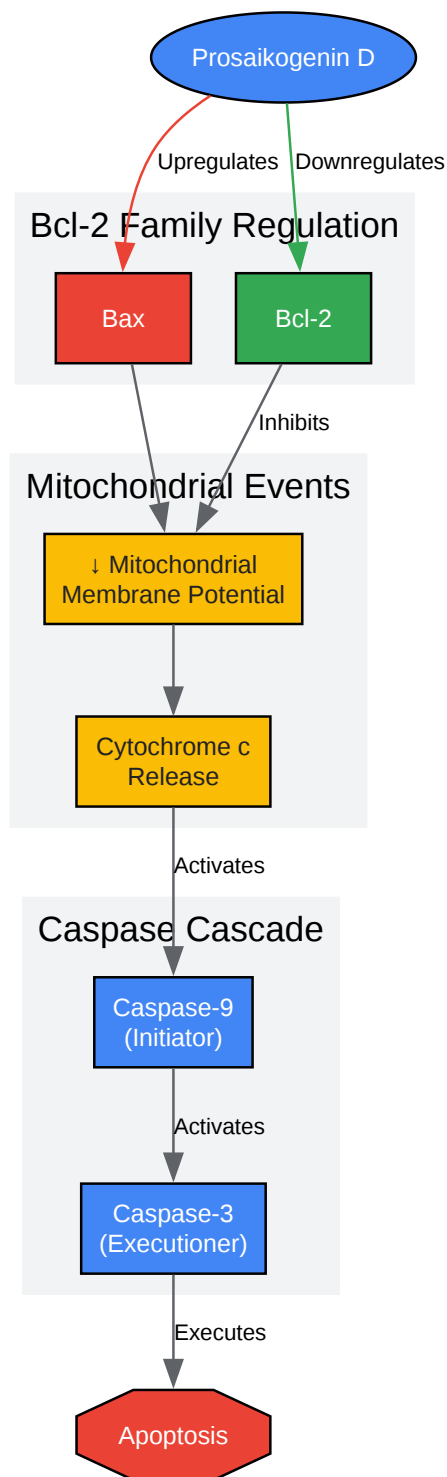 Prosaikogenin D
Upregulates
Downregulates
Bcl-2 Family Regulation
Bax
Bcl-2
Inhibits
Mitochondrial Events
↓ Mitochondrial
Membrane Potential
Cytochrome c
Release
Activates
Caspase Cascade
Caspase-9
(Initiator)
Activates
Caspase-3
(Executioner)
Executes
Apoptosis